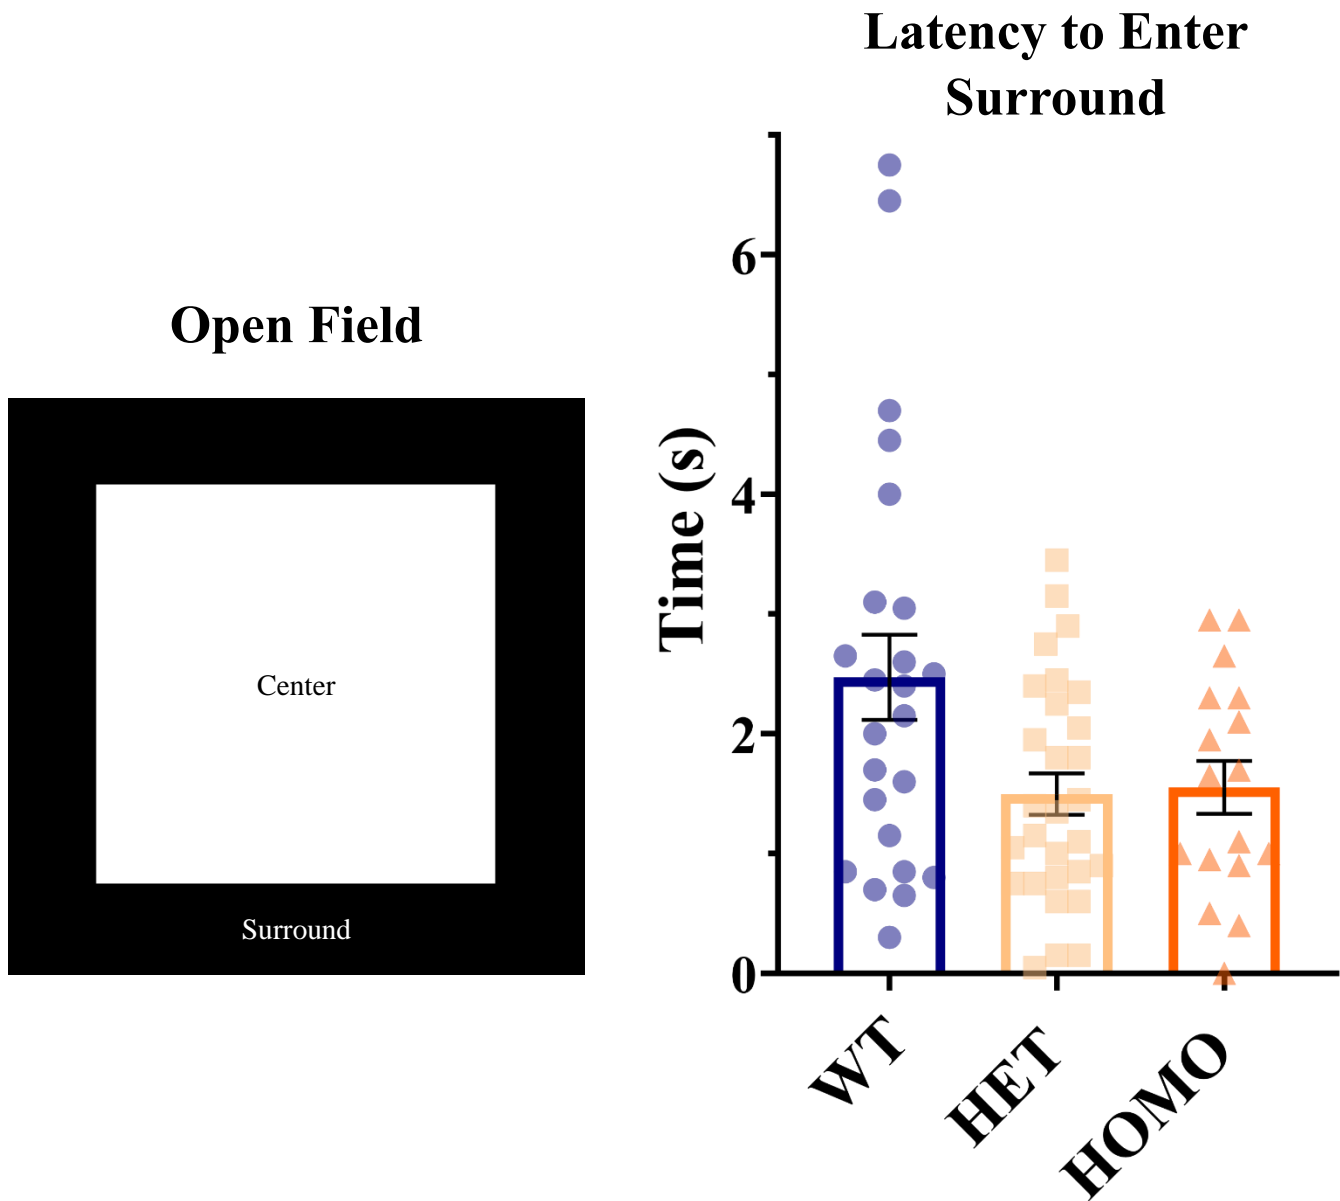 Open Field
Center
Surround
Latency to Enter
Surround
Time (s)
6
4
2
0
WT
HET
HOMO